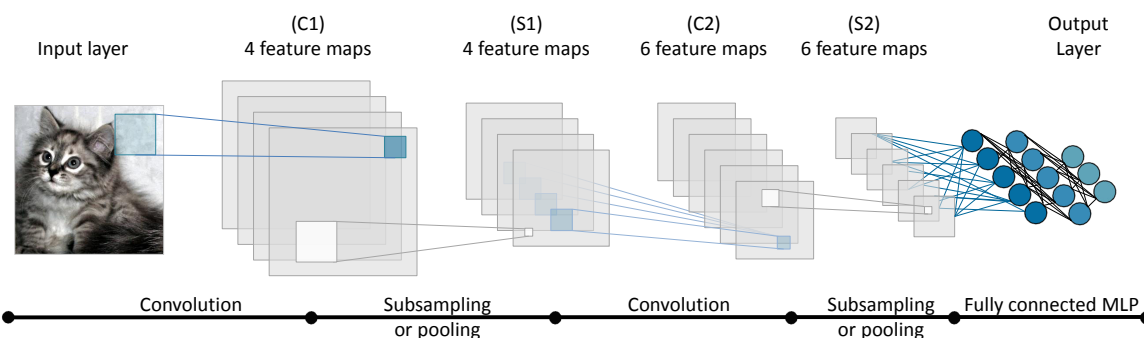 Input layer
(C1)
4 feature maps
(S1)
4 feature maps
(C2)
6 feature maps
(S2)
6 feature maps
Output
Layer
Convolution
Subsampling
or pooling
Convolution
Subsampling
or pooling
Fully connected MLP